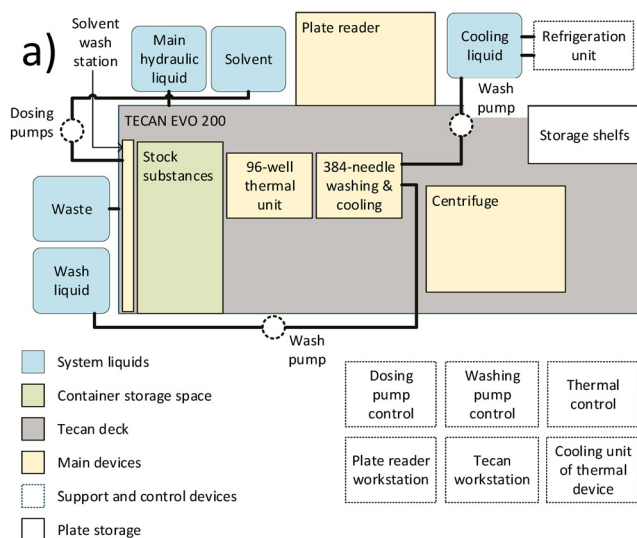 a)
Solvent
wash
station
Main
hydraulic
liquid
Solvent
Plate reader
Cooling
liquid
Refrigeration
unit
Dosing
pumps
Wash
pump
TECAN EVO 200
Storage shelfs
Stock
substances
96-well
thermal
unit
384-needle
washing &
cooling
Centrifuge
Waste
Wash
liquid
Wash
pump
System liquids
Container storage space
Tecan deck
Main devices
Support and control devices
Plate storage
Dosing
pump
control
Washing
pump
control
Thermal
control
Plate reader
workstation
Tecan
workstation
Cooling unit
of thermal
device